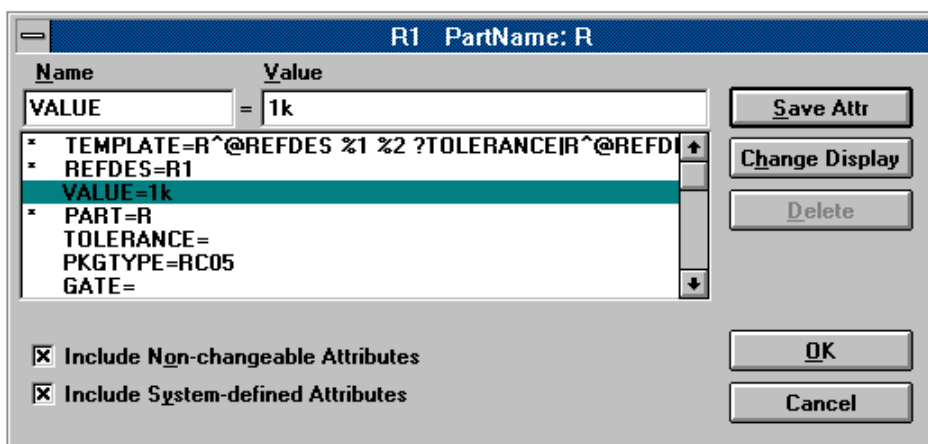 R1 PartName: R
Name Value
VALUE = 1k
Save Attr
* TEMPLATE=R^@REFDES %1 %2 ?TOLERANCE|R^@REFD
* REFDES=R1
VALUE=1k
* PART=R
TOLERANCE=
PKGTYPE=RC05
GATE=
Change Display
Delete
Include Non-changeable Attributes
Include System-defined Attributes
OK
Cancel